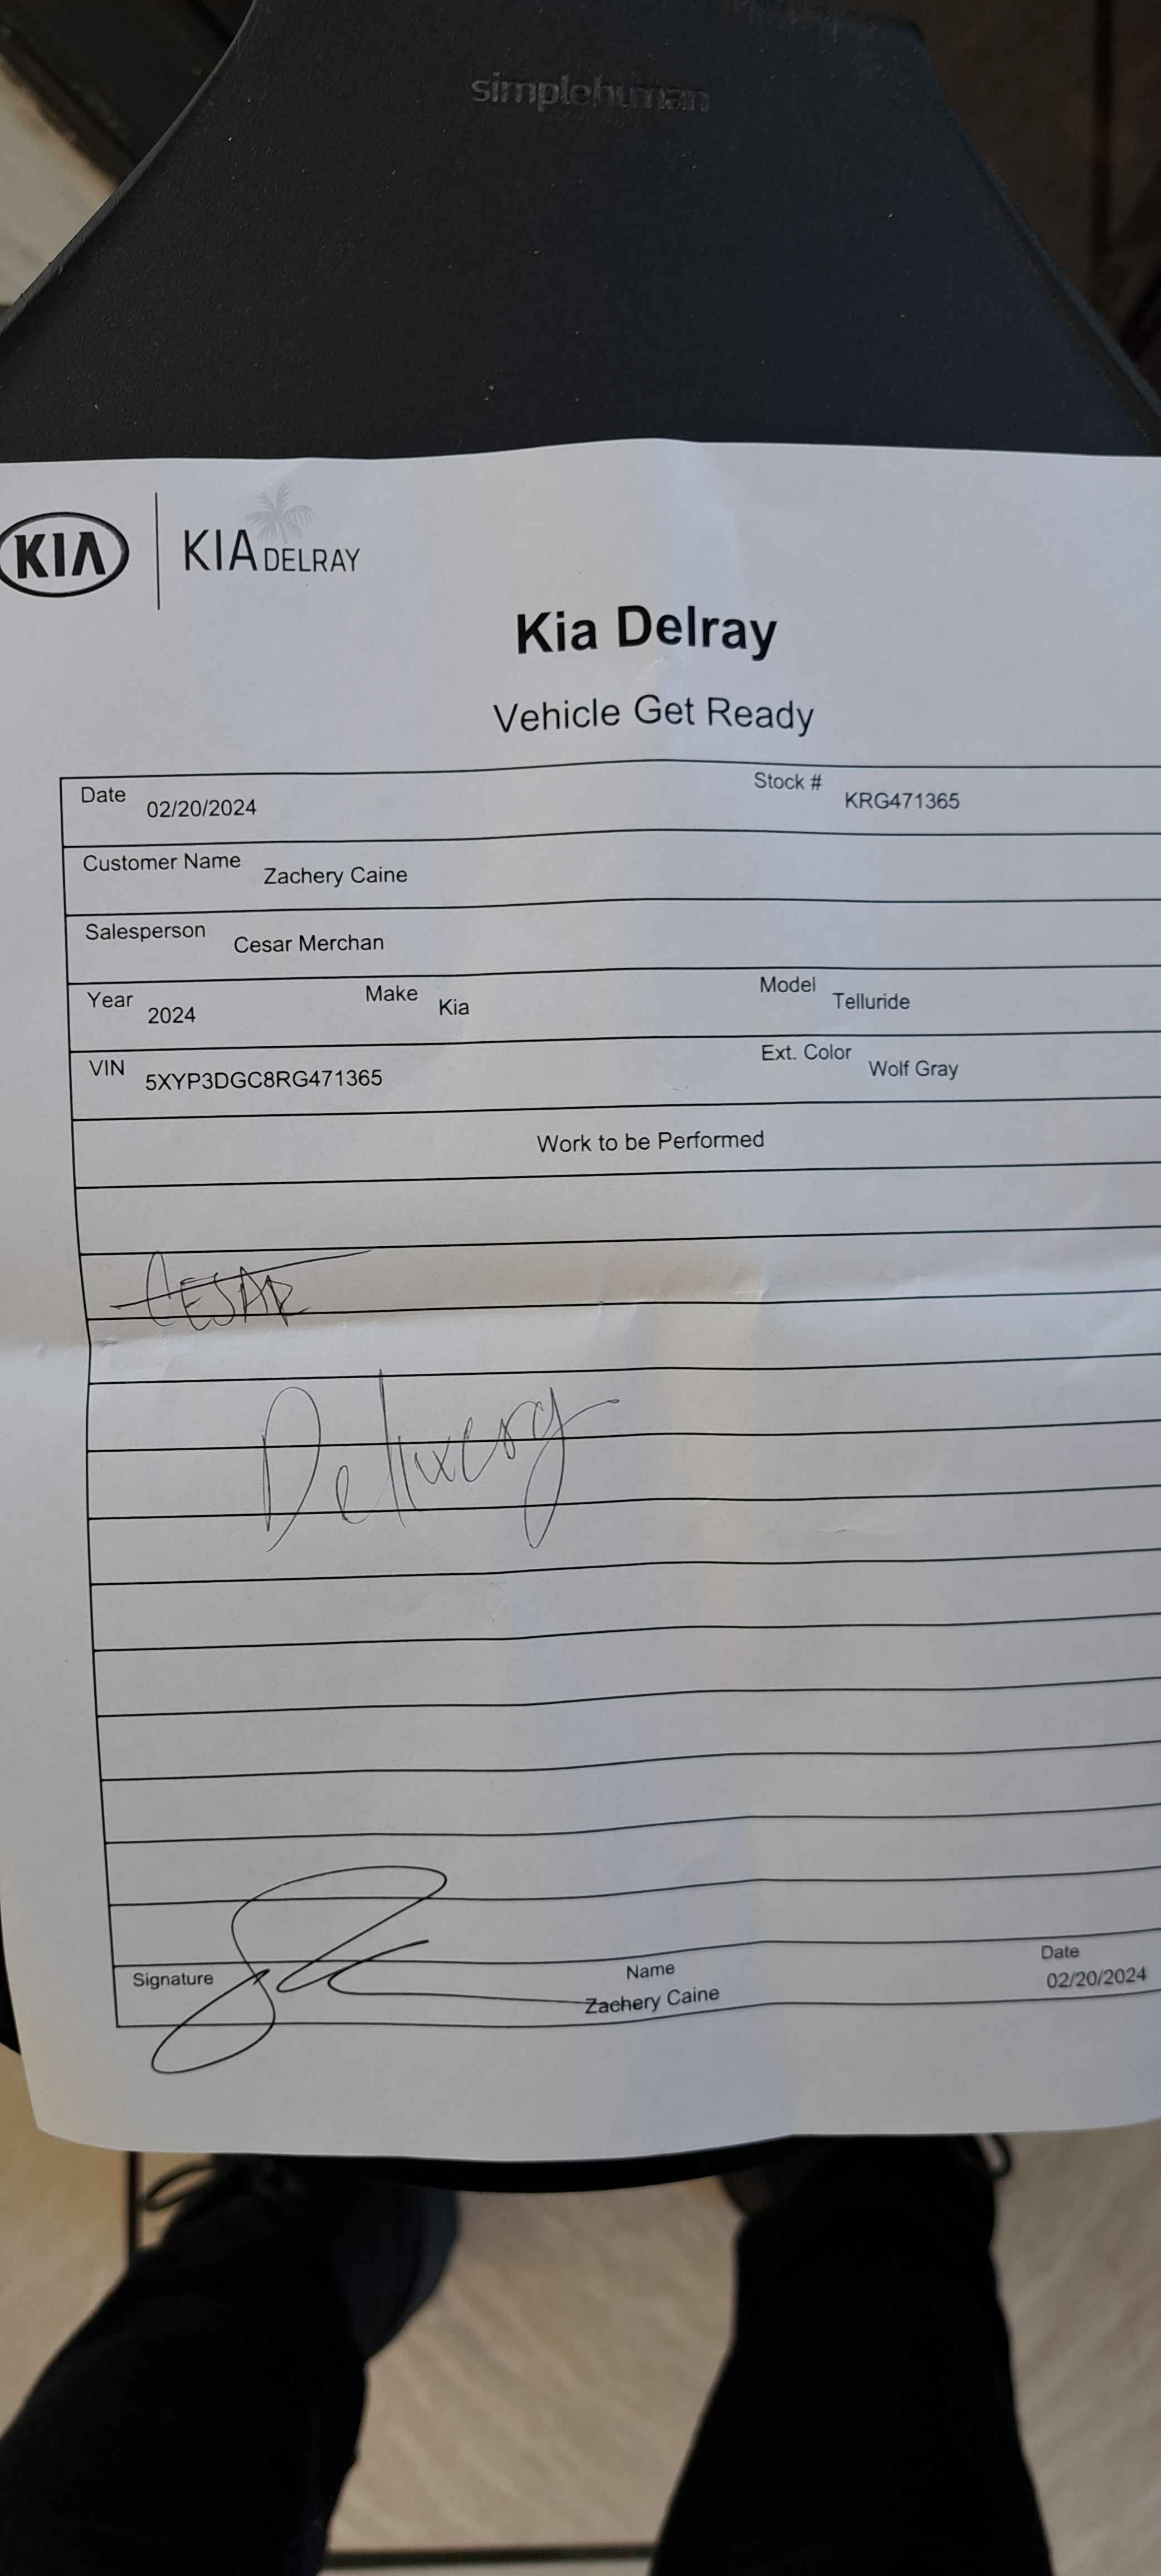 simplehuman
KIA
KIA DELRAY
Kia Delray
Vehicle Get Ready
Date 02/20/2024 Stock # KRG471365
Customer Name Zachery Caine
Salesperson Cesar Merchan
Year 2024 Make Kia Model Telluride
VIN 5XYP3DGC8RG471365 Ext. Color Wolf Gray
Work to be Performed
CESAR
Delivery
Signature Name Zachery Caine Date 02/20/2024